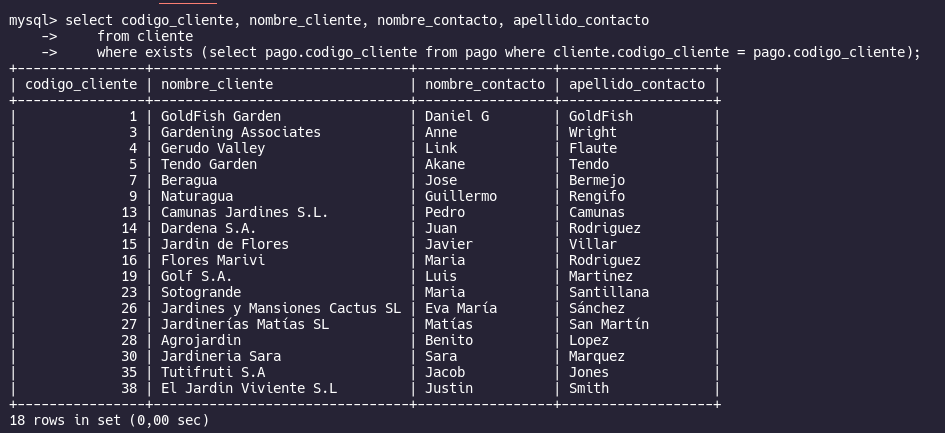 mysql> select codigo_cliente, nombre_cliente, nombre_contacto, apellido_contacto
    ->     from cliente
    ->     where exists (select pago.codigo_cliente from pago where cliente.codigo_cliente = pago.codigo_cliente);
+----------------+--------------------------------+-----------------+-------------------+
| codigo_cliente | nombre_cliente                 | nombre_contacto | apellido_contacto |
+----------------+--------------------------------+-----------------+-------------------+
|              1 | GoldFish Garden                | Daniel G        | GoldFish          |
|              3 | Gardening Associates           | Anne            | Wright            |
|              4 | Gerudo Valley                  | Link            | Flaute            |
|              5 | Tendo Garden                   | Akane           | Tendo             |
|              7 | Beragua                        | Jose            | Bermejo           |
|              9 | Naturagua                      | Guillermo       | Rengifo           |
|             13 | Camunas Jardines S.L.          | Pedro           | Camunas           |
|             14 | Dardena S.A.                   | Juan            | Rodriguez         |
|             15 | Jardin de Flores               | Javier          | Villar            |
|             16 | Flores Marivi                  | Maria           | Rodriguez         |
|             19 | Golf S.A.                      | Luis            | Martinez          |
|             23 | Sotogrande                     | Maria           | Santillana        |
|             26 | Jardines y Mansiones Cactus SL | Eva María       | Sánchez           |
|             27 | Jardinerías Matías SL          | Matías          | San Martín        |
|             28 | Agrojardin                     | Benito          | Lopez             |
|             30 | Jardineria Sara                | Sara            | Marquez           |
|             35 | Tutifruti S.A                  | Jacob           | Jones             |
|             38 | El Jardin Viviente S.L         | Justin          | Smith             |
+----------------+--------------------------------+-----------------+-------------------+
18 rows in set (0,00 sec)